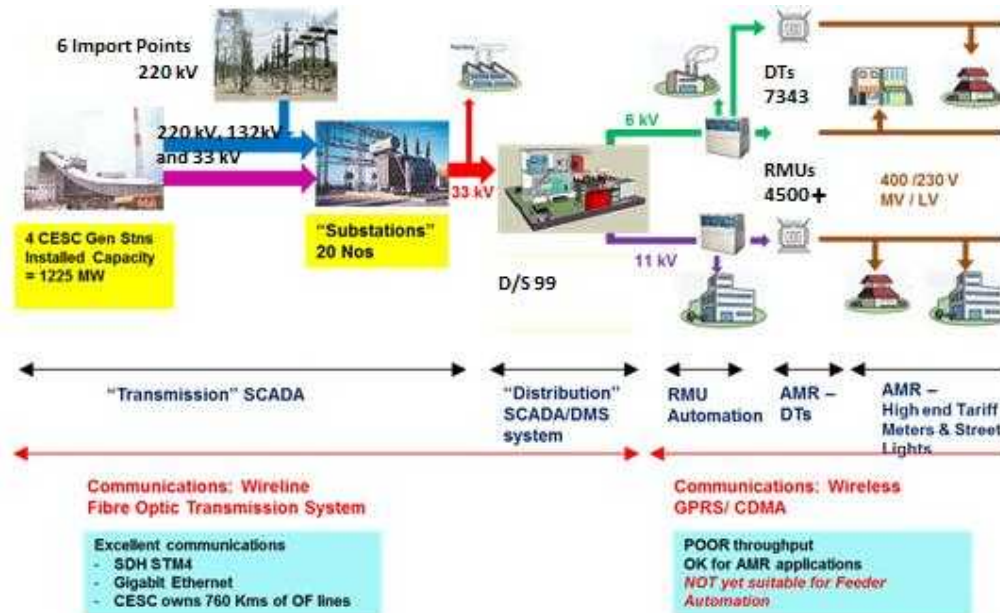 6 Import Points
220 kV
220 kV, 132kV
and 33 kV
4 CESC Gen Stns
Installed Capacity
= 1225 MW
“Substations”
20 Nos
33 kV
D/S 99
6 kV
11 kV
DTs
7343
RMUs
4500+
400 /230 V
MV / LV
“Transmission” SCADA
“Distribution”
SCADA/DMS
system
RMU
Automation
AMR –
DTs
AMR –
High end Tariff
Meters & Street
Lights
Communications: Wireline
Fibre Optic Transmission System
Excellent communications
- SDH STM4
- Gigabit Ethernet
- CESC owns 760 Kms of OF lines
Communications: Wireless
GPRS/ CDMA
POOR throughput
OK for AMR applications
NOT yet suitable for Feeder
Automation